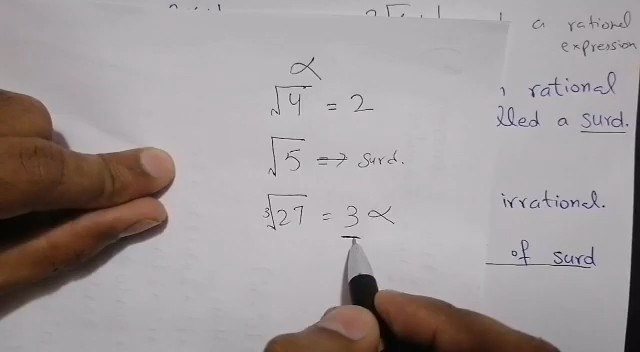 a rational
expression
α
√4 = 2
rational
lled a surd.
√5 => surd.
∛27 = 3 α
irrational.
of surd